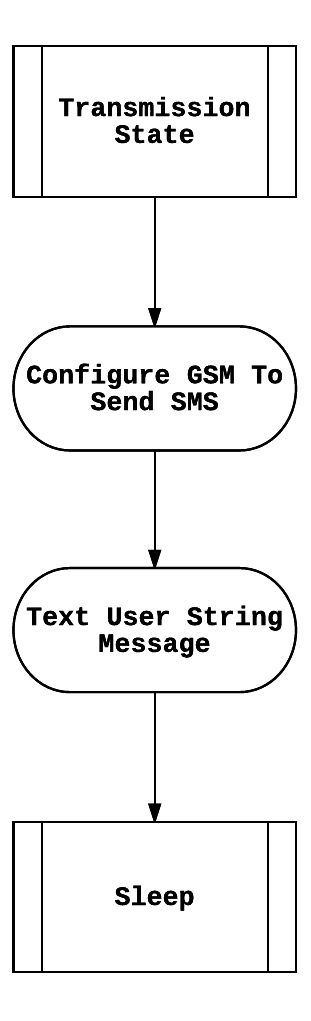 Transmission
State
Configure GSM To
Send SMS
Text User String
Message
Sleep